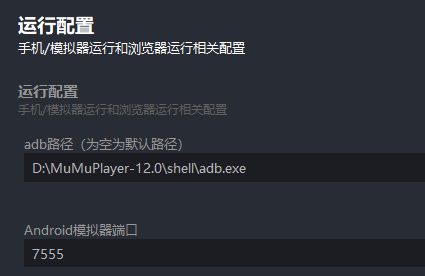 运行配置
手机/模拟器运行和浏览器运行相关配置
运行配置
手机/模拟器运行和浏览器运行相关配置
adb路径（为空为默认路径）
D:\MuMuPlayer-12.0\shell\adb.exe
Android模拟器端口
7555